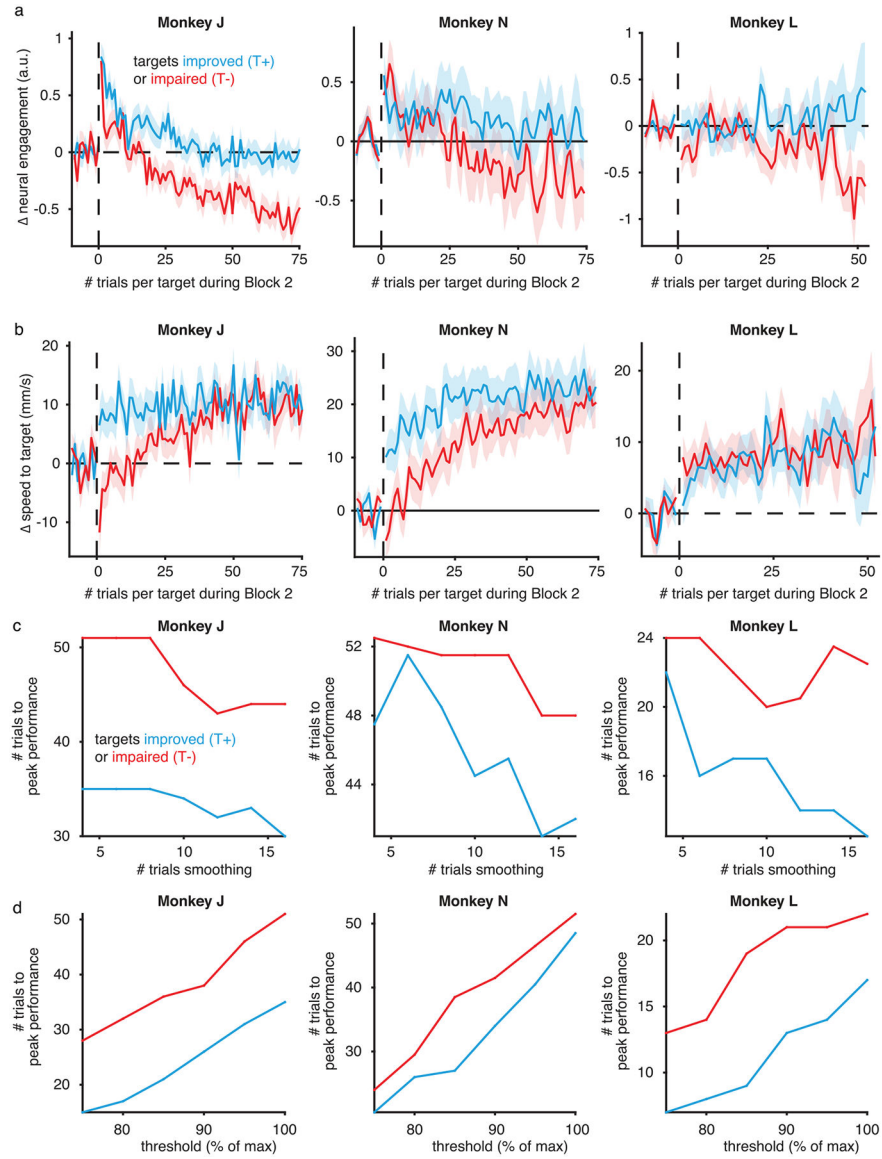 a
Monkey J
Monkey N
Monkey L
Δ neural engagement (a.u.)
targets improved (T+)
or impaired (T-)
1
0.5
0
-0.5
0 25 50 75
# trials per target during Block 2
0.5
0
-0.5
0 25 50 75
# trials per target during Block 2
1
0.5
0
-0.5
-1
0 25 50
# trials per target during Block 2
b
Monkey J
Monkey N
Monkey L
Δ speed to target (mm/s)
20
10
0
-10
0 25 50 75
# trials per target during Block 2
30
20
10
0
0 25 50 75
# trials per target during Block 2
20
10
0
0 25 50
# trials per target during Block 2
c
Monkey J
Monkey N
Monkey L
# trials to
peak performance
50
40
30
targets improved (T+)
or impaired (T-)
5 10 15
# trials smoothing
# trials to
peak performance
52
48
44
5 10 15
# trials smoothing
# trials to
peak performance
24
20
16
5 10 15
# trials smoothing
d
Monkey J
Monkey N
Monkey L
# trials to
peak performance
50
40
30
20
80 90 100
threshold (% of max)
# trials to
peak performance
50
40
30
80 90 100
threshold (% of max)
# trials to
peak performance
20
15
10
80 90 100
threshold (% of max)